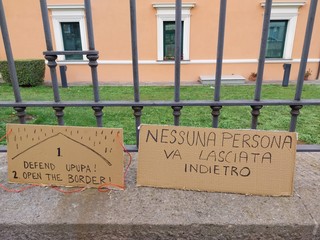 1
DEFEND UPUPA!
2 OPEN THE BORDER!
NESSUNA PERSONA
VA LASCIATA
INDIETRO